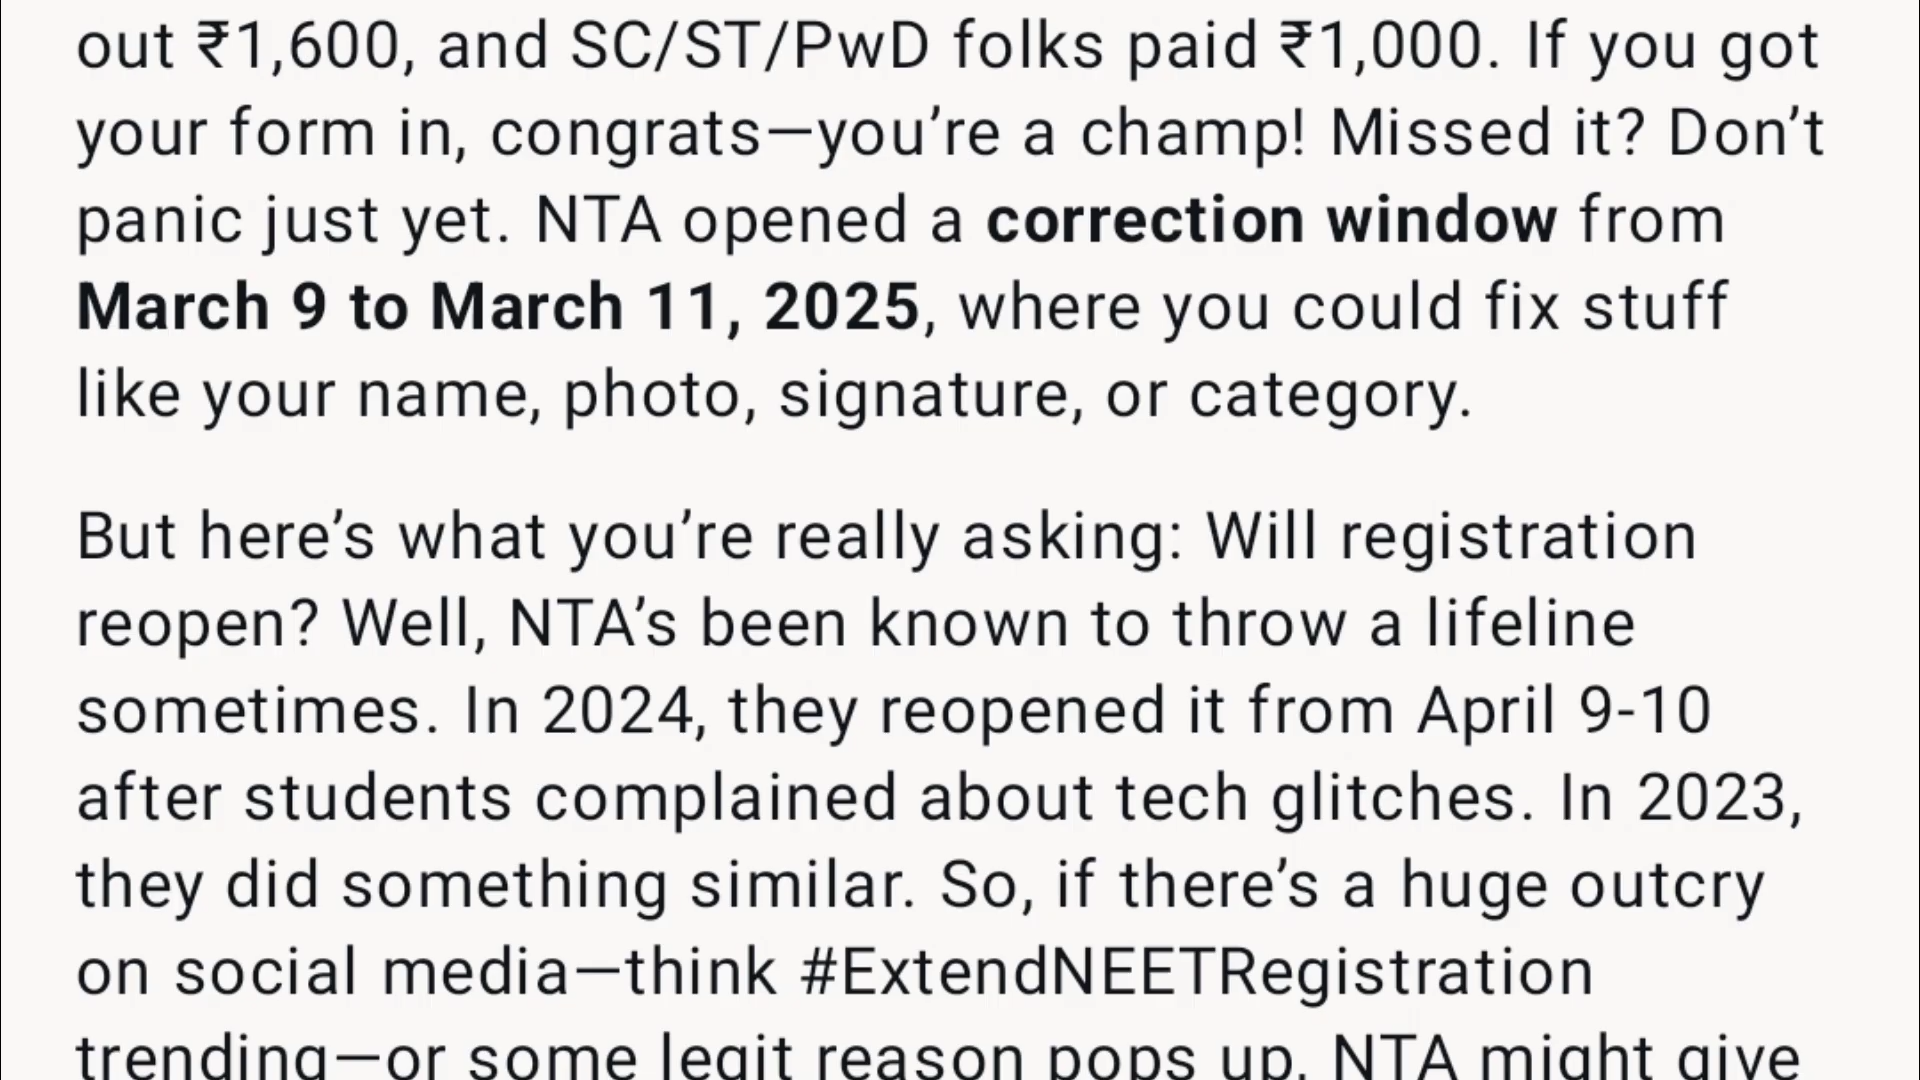 out ₹1,600, and SC/ST/PwD folks paid ₹1,000. If you got
your form in, congrats—you’re a champ! Missed it? Don’t
panic just yet. NTA opened a correction window from
March 9 to March 11, 2025, where you could fix stuff
like your name, photo, signature, or category.
But here’s what you’re really asking: Will registration
reopen? Well, NTA’s been known to throw a lifeline
sometimes. In 2024, they reopened it from April 9-10
after students complained about tech glitches. In 2023,
they did something similar. So, if there’s a huge outcry
on social media—think #ExtendNEETRegistration
trending—or some legit reason pops up, NTA might give